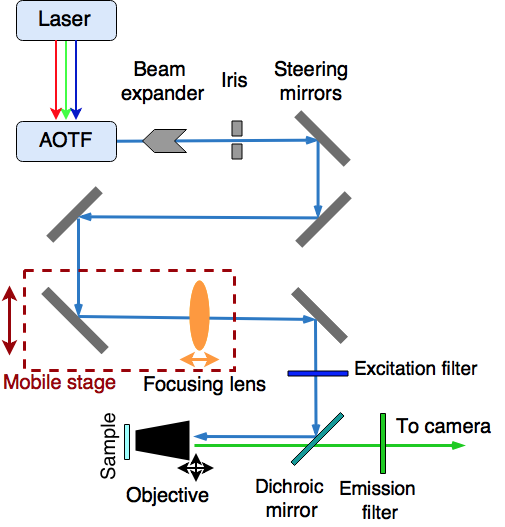 Laser
AOTF
Beam
expander
Iris
Steering
mirrors
Mobile stage
Focusing lens
Excitation filter
To camera
Sample
Objective
Dichroic
mirror
Emission
filter